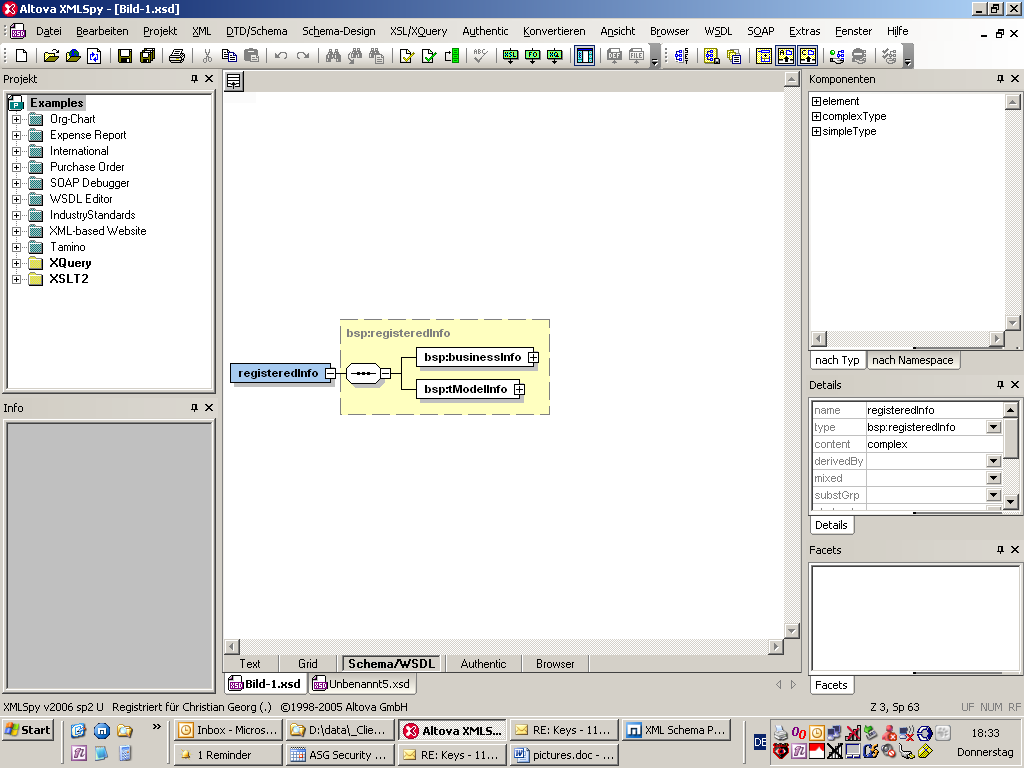 Altova XMLSpy - [Bild-1.xsd]
Datei Bearbeiten Projekt XML DTD/Schema Schema-Design XSL/XQuery Authentic Konvertieren Ansicht Browser WSDL SOAP Extras Fenster Hilfe
Projekt
Examples
Org-Chart
Expense Report
International
Purchase Order
SOAP Debugger
WSDL Editor
IndustryStandards
XML-based Website
Tamino
XQuery
XSLT2
Info
bsp:registeredInfo
registeredInfo
bsp:businessInfo
bsp:tModelInfo
Text Grid Schema/WSDL Authentic Browser
Bild-1.xsd Unbenannt5.xsd
Komponenten
element
complexType
simpleType
nach Typ nach Namespace
Details
name registeredInfo
type bsp:registeredInfo
content complex
derivedBy
mixed
substGrp
Details
Facets
Facets
XMLSpy v2006 sp2 U Registriert für Christian Georg (.) ©1998-2005 Altova GmbH Z 3, Sp 63 UF NUM RF
Start Inbox - Micros... D:\data\_Clie... Altova XMLS... RE: Keys - 11... XML Schema P... 18:33
1 Reminder ASG Security ... RE: Keys - 11... pictures.doc - ... DE Donnerstag